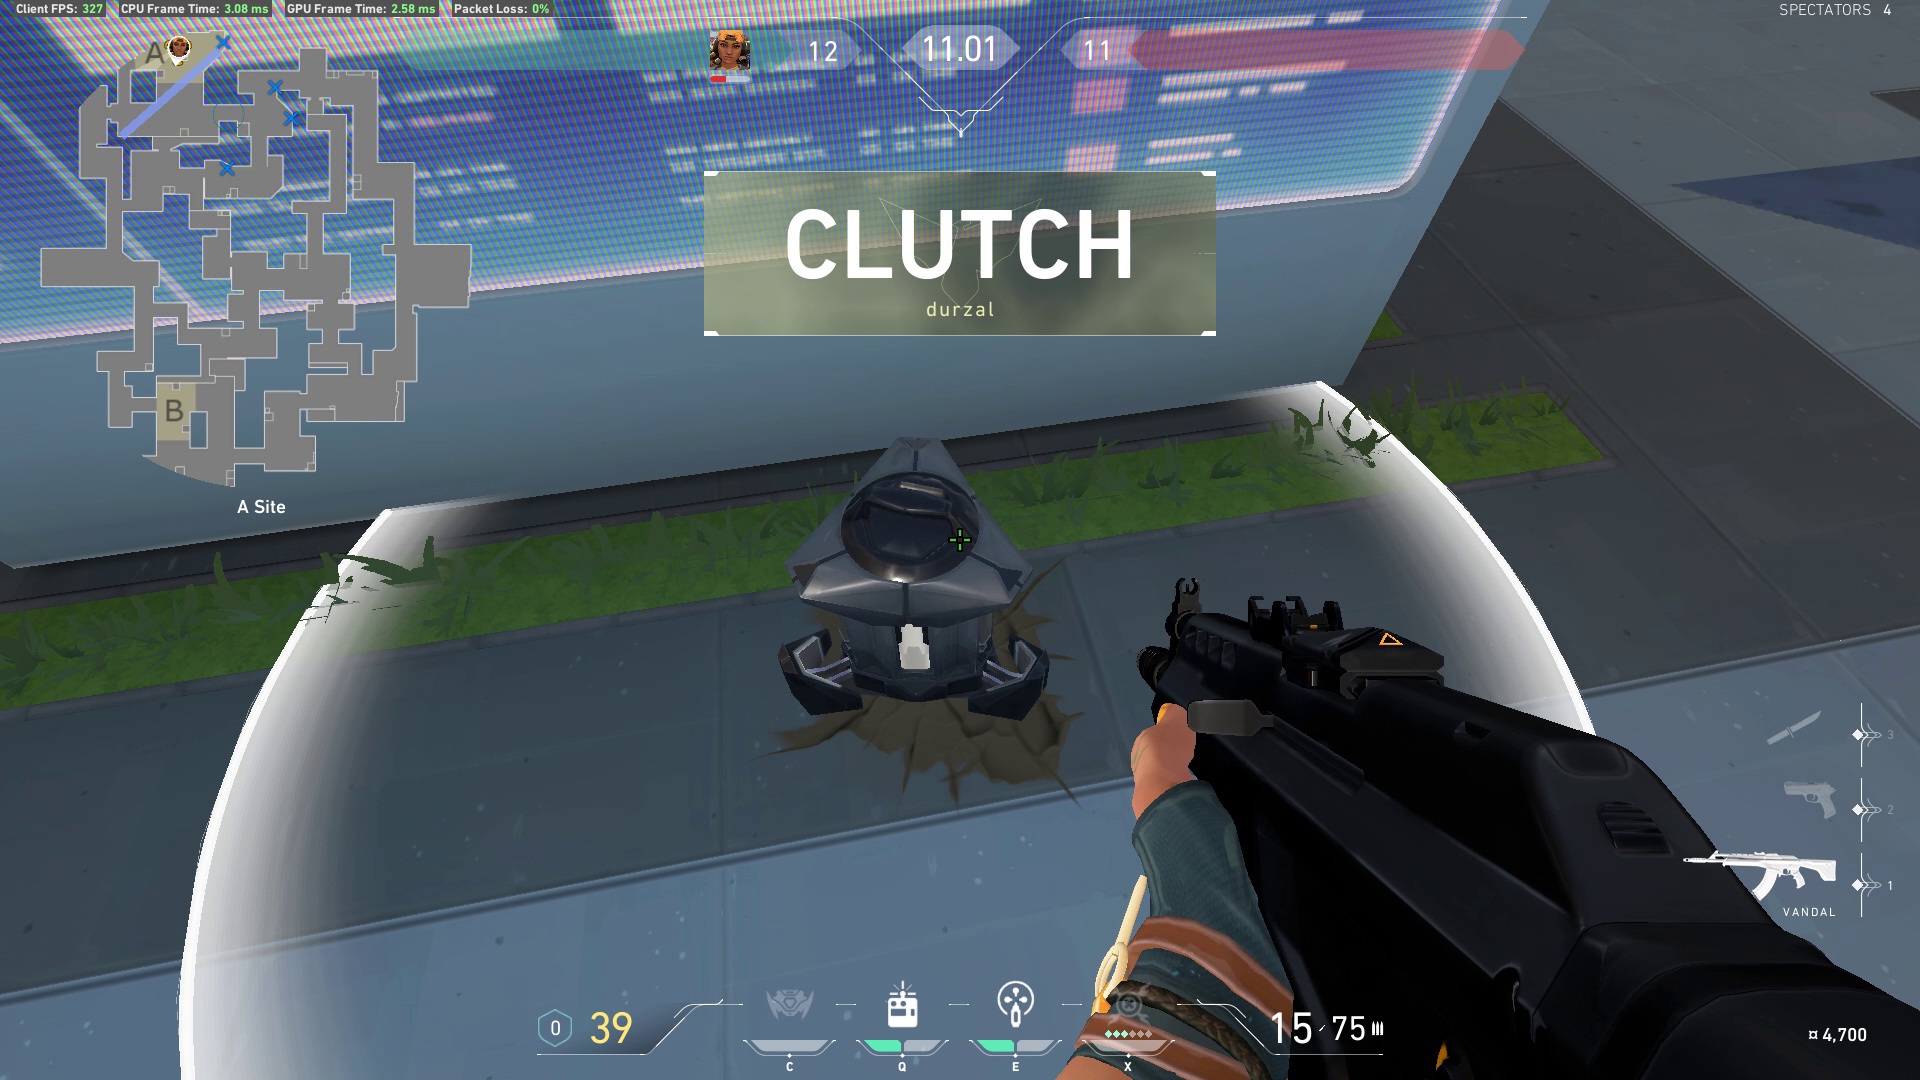 Client FPS: 327 CPU Frame Time: 3.08 ms GPU Frame Time: 2.58 ms Packet Loss: 0%
SPECTATORS 4
12 11.01 11
A
CLUTCH
durzal
B
A Site
3
2
1
VANDAL
0 39
C Q E X
15 / 75
¤ 4,700